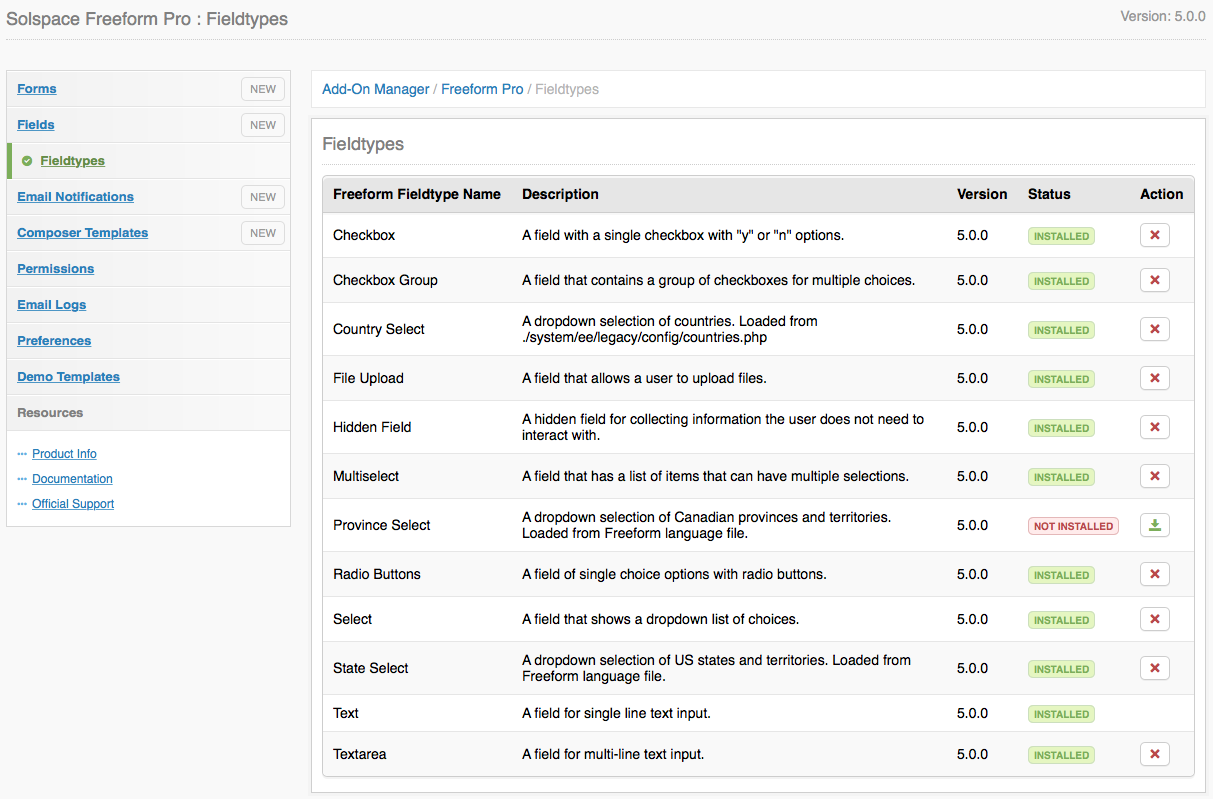 Solspace Freeform Pro : Fieldtypes
Version: 5.0.0
Forms NEW
Fields NEW
Fieldtypes
Email Notifications NEW
Composer Templates NEW
Permissions
Email Logs
Preferences
Demo Templates
Resources
Product Info
Documentation
Official Support
Add-On Manager / Freeform Pro / Fieldtypes
Fieldtypes
Freeform Fieldtype Name Description Version Status Action
Checkbox A field with a single checkbox with "y" or "n" options. 5.0.0 INSTALLED
Checkbox Group A field that contains a group of checkboxes for multiple choices. 5.0.0 INSTALLED
Country Select A dropdown selection of countries. Loaded from
./system/ee/legacy/config/countries.php 5.0.0 INSTALLED
File Upload A field that allows a user to upload files. 5.0.0 INSTALLED
Hidden Field A hidden field for collecting information the user does not need to
interact with. 5.0.0 INSTALLED
Multiselect A field that has a list of items that can have multiple selections. 5.0.0 INSTALLED
Province Select A dropdown selection of Canadian provinces and territories.
Loaded from Freeform language file. 5.0.0 NOT INSTALLED
Radio Buttons A field of single choice options with radio buttons. 5.0.0 INSTALLED
Select A field that shows a dropdown list of choices. 5.0.0 INSTALLED
State Select A dropdown selection of US states and territories. Loaded from
Freeform language file. 5.0.0 INSTALLED
Text A field for single line text input. 5.0.0 INSTALLED
Textarea A field for multi-line text input. 5.0.0 INSTALLED